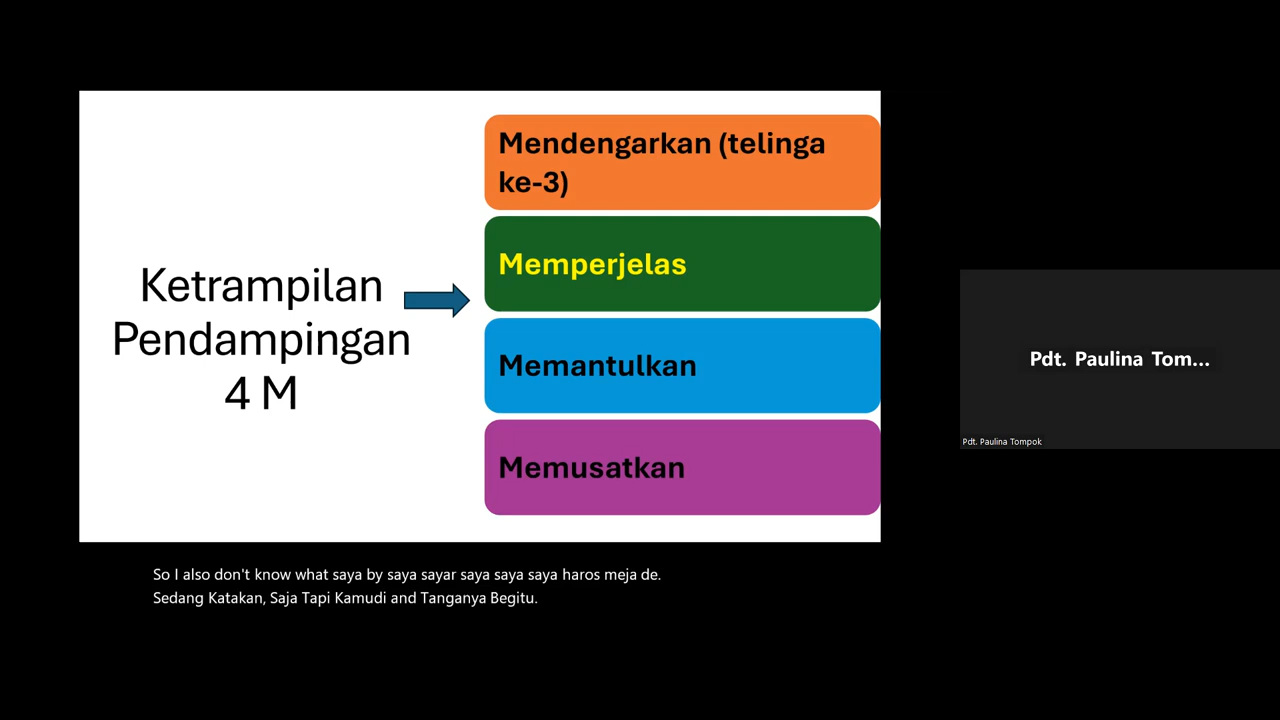 Ketrampilan
Pendampingan
4 M
Mendengarkan (telinga
ke-3)
Memperjelas
Memantulkan
Memusatkan
Pdt. Paulina Tom...
Pdt. Paulina Tompok
So I also don't know what saya by saya sayar saya saya saya haros meja de.
Sedang Katakan, Saja Tapi Kamudi and Tanganya Begitu.